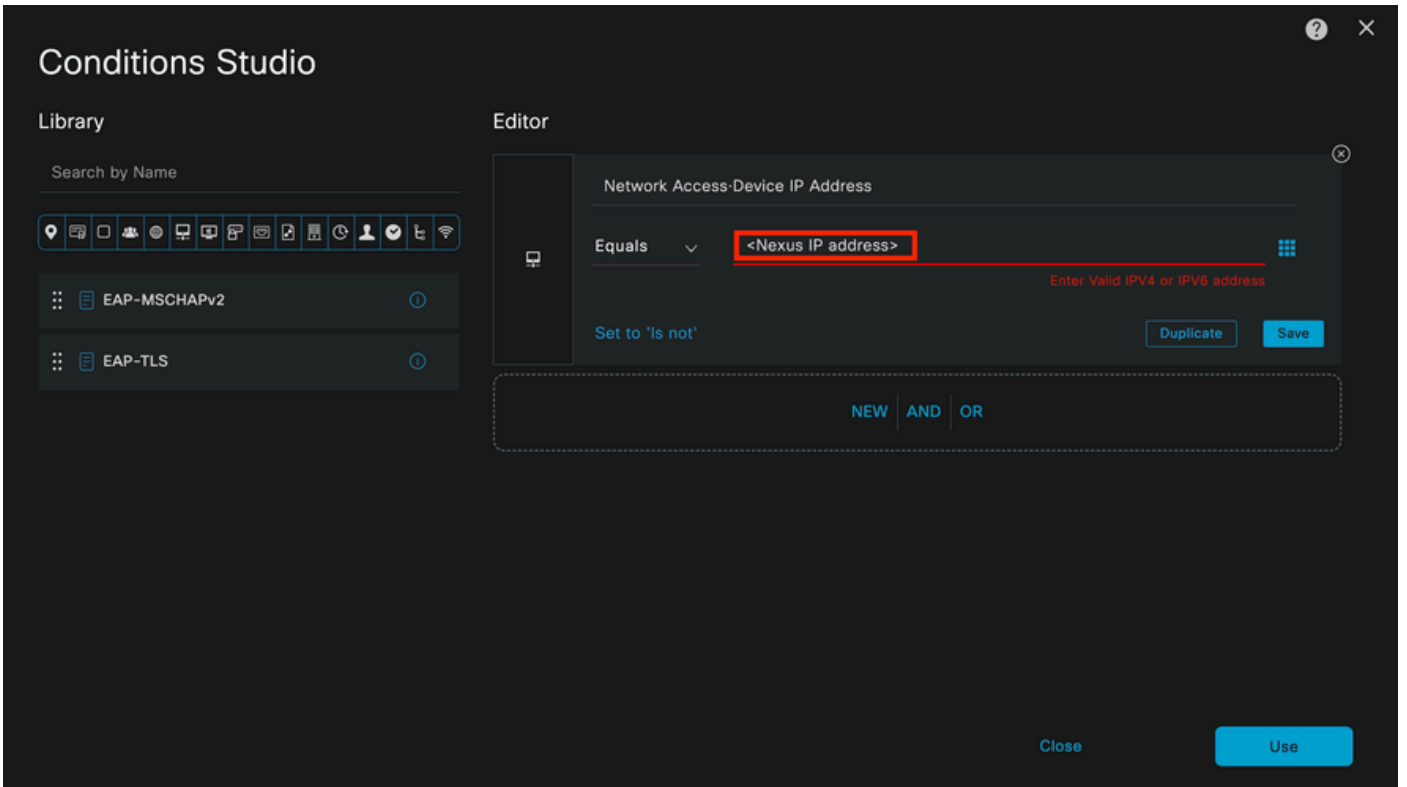 Conditions Studio
Library
Search by Name
EAP-MSCHAPv2
EAP-TLS
Editor
Network Access·Device IP Address
Equals
<Nexus IP address>
Enter Valid IPV4 or IPV6 address
Set to 'Is not'
Duplicate
Save
NEW AND OR
Close
Use